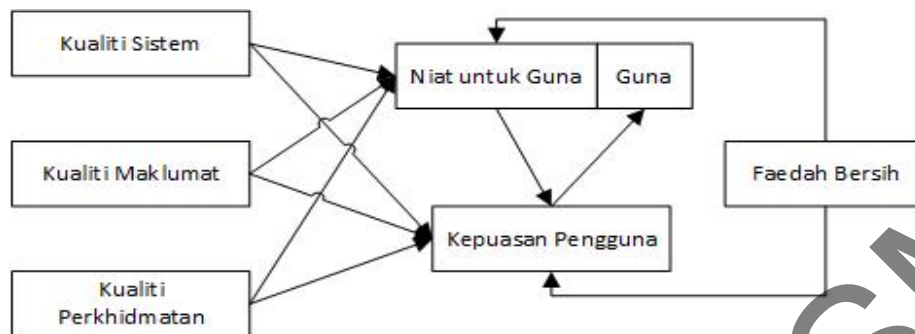 Kualiti Sistem
Niat untuk Guna
Guna
Kualiti Maklumat
Faedah Bersih
Kepuasan Pengguna
Kualiti
Perkhidmatan